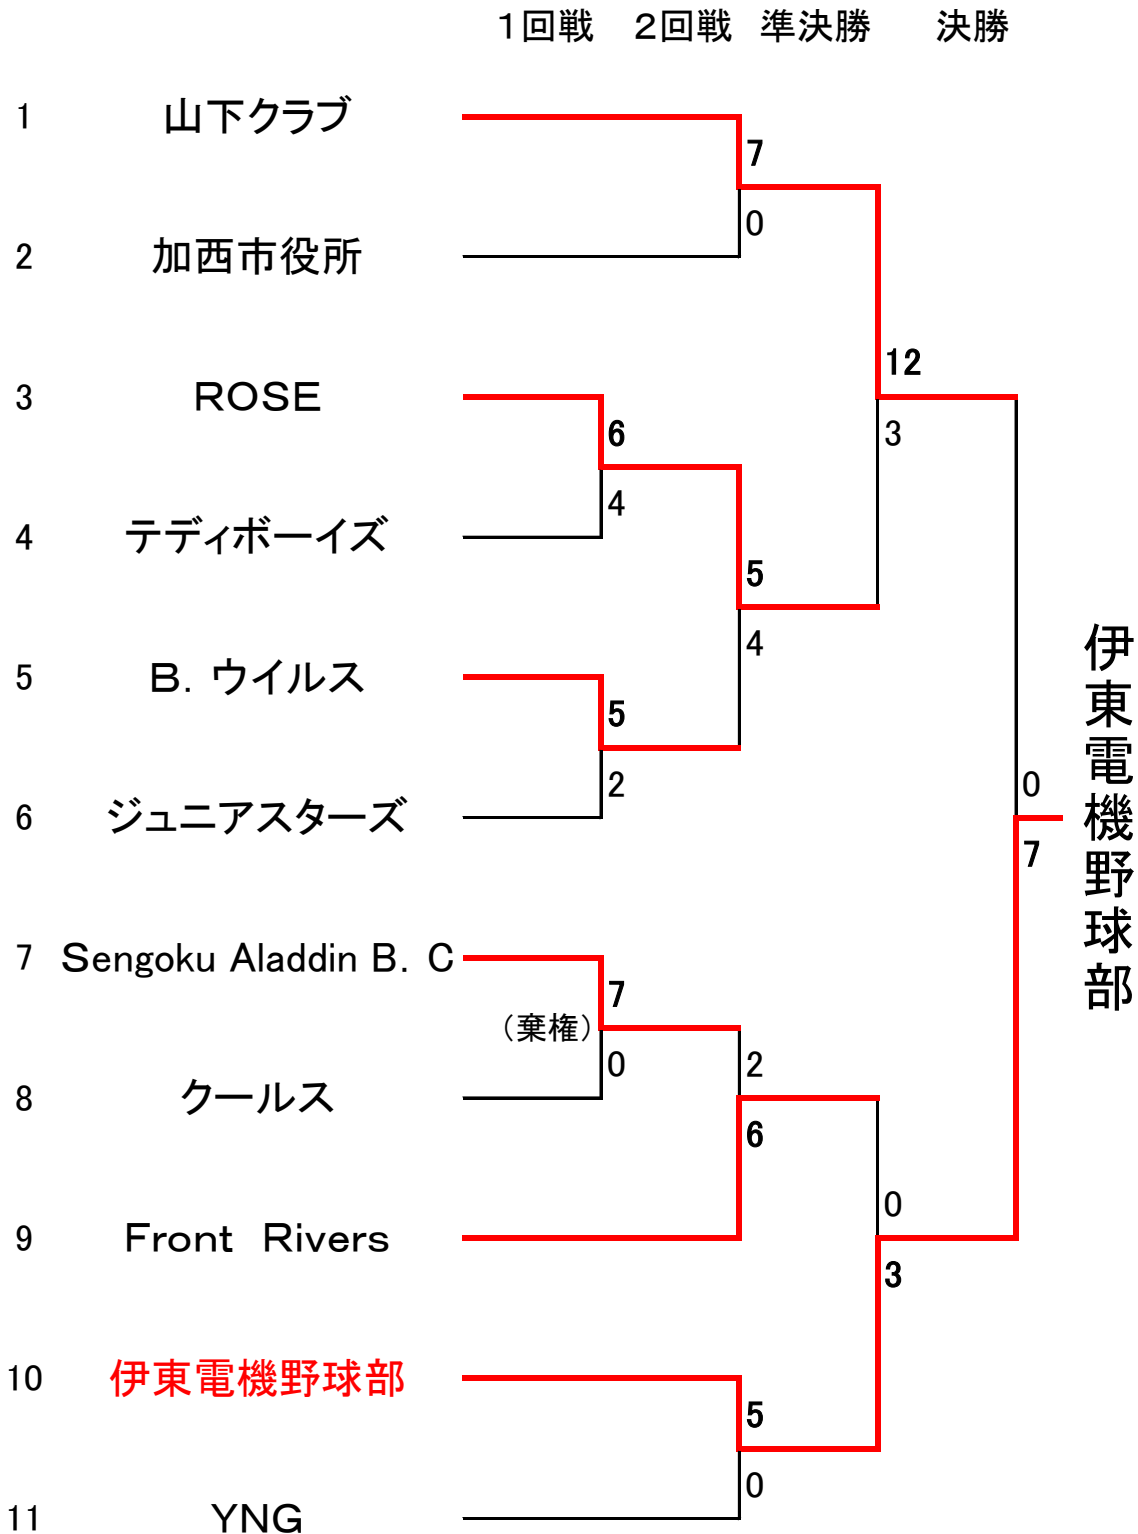 １回戦 ２回戦 準決勝 決勝
1 山下クラブ
7
0
2 加西市役所
12
3 ROSE
3
6
4
4 テディボーイズ
5
4
5 B．ウイルス
5
2
6 ジュニアスターズ
0
7
伊東電機野球部
7 Sengoku Aladdin B．C
7
（棄権）
0
2
8 クールス
6
0
9 Front Rivers
3
10 伊東電機野球部
5
0
11 YNG